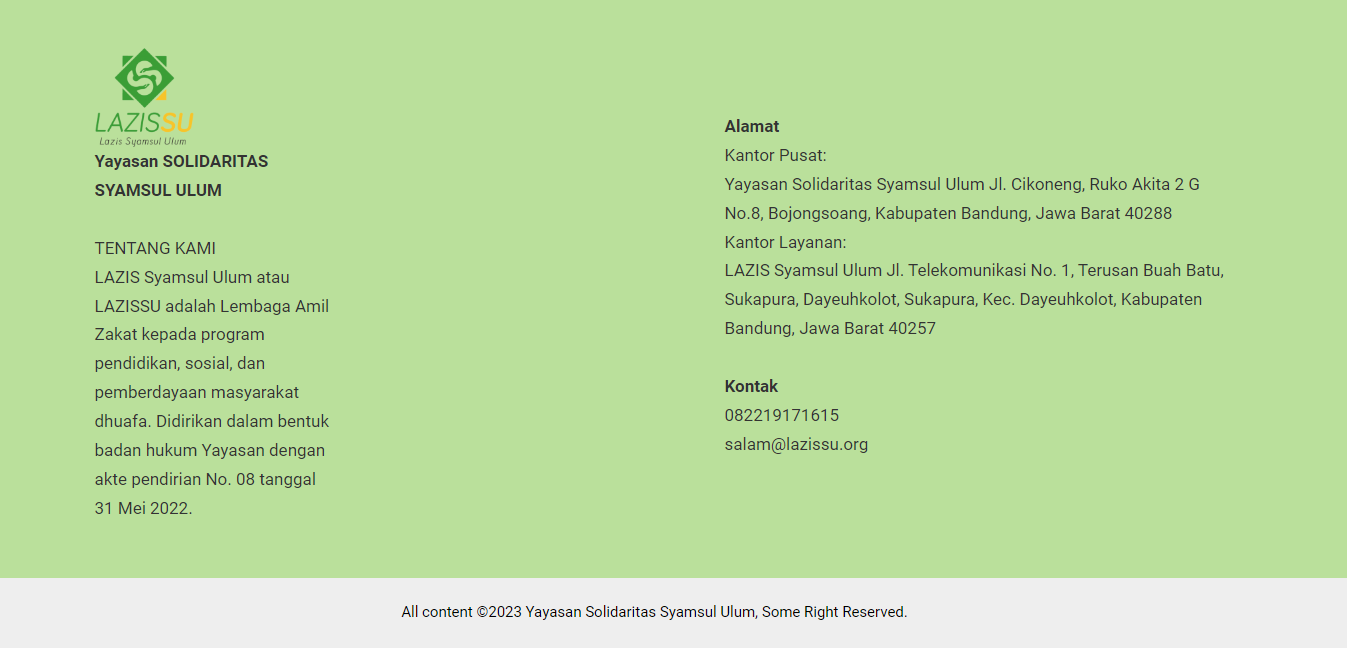 LAZISSU
Lazis Syamsul Ulum
Yayasan SOLIDARITAS
SYAMSUL ULUM
TENTANG KAMI
LAZIS Syamsul Ulum atau
LAZISSU adalah Lembaga Amil
Zakat kepada program
pendidikan, sosial, dan
pemberdayaan masyarakat
dhuafa. Didirikan dalam bentuk
badan hukum Yayasan dengan
akte pendirian No. 08 tanggal
31 Mei 2022.
Alamat
Kantor Pusat:
Yayasan Solidaritas Syamsul Ulum Jl. Cikoneng, Ruko Akita 2 G
No.8, Bojongsoang, Kabupaten Bandung, Jawa Barat 40288
Kantor Layanan:
LAZIS Syamsul Ulum Jl. Telekomunikasi No. 1, Terusan Buah Batu,
Sukapura, Dayeuhkolot, Sukapura, Kec. Dayeuhkolot, Kabupaten
Bandung, Jawa Barat 40257
Kontak
082219171615
salam@lazissu.org
All content ©2023 Yayasan Solidaritas Syamsul Ulum, Some Right Reserved.